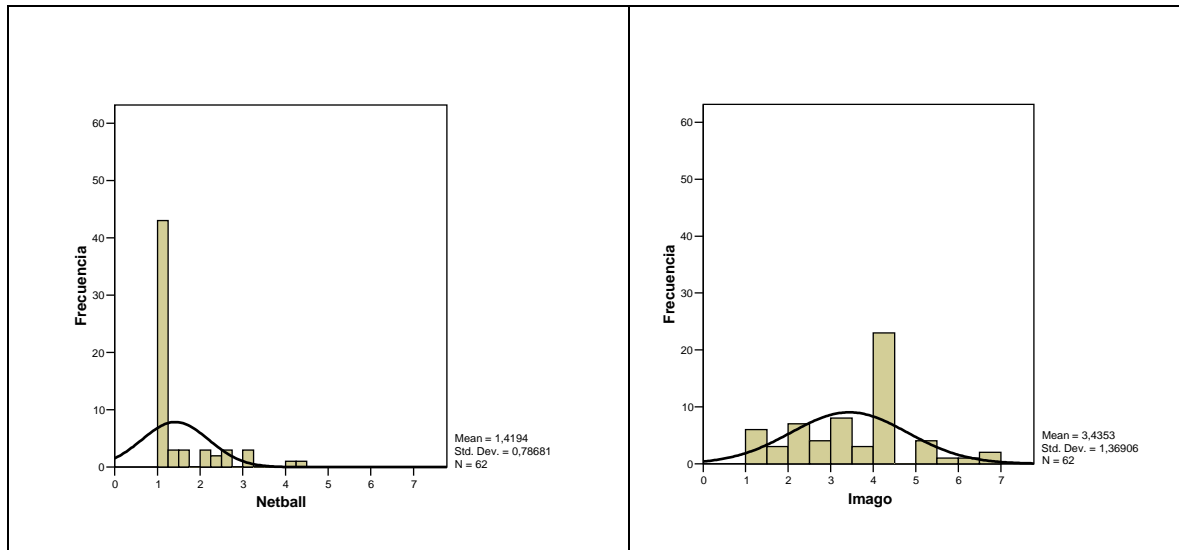 60
50
40
30
20
10
0
Frecuencia
0 1 2 3 4 5 6 7
Netball
Mean = 1,4194
Std. Dev. = 0,78681
N = 62
60
50
40
30
20
10
0
Frecuencia
0 1 2 3 4 5 6 7
Imago
Mean = 3,4353
Std. Dev. = 1,36906
N = 62